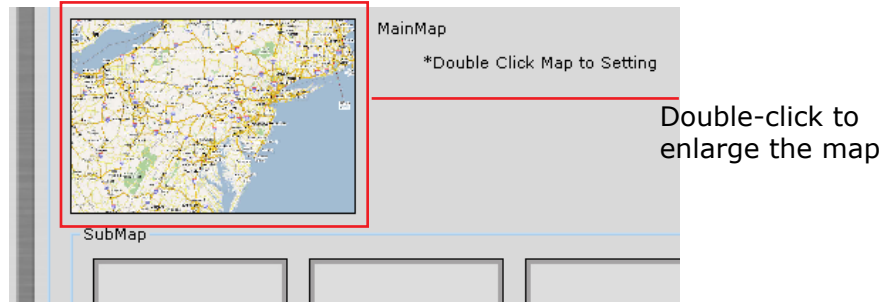 MainMap
*Double Click Map to Setting
Double-click to
enlarge the map
SubMap